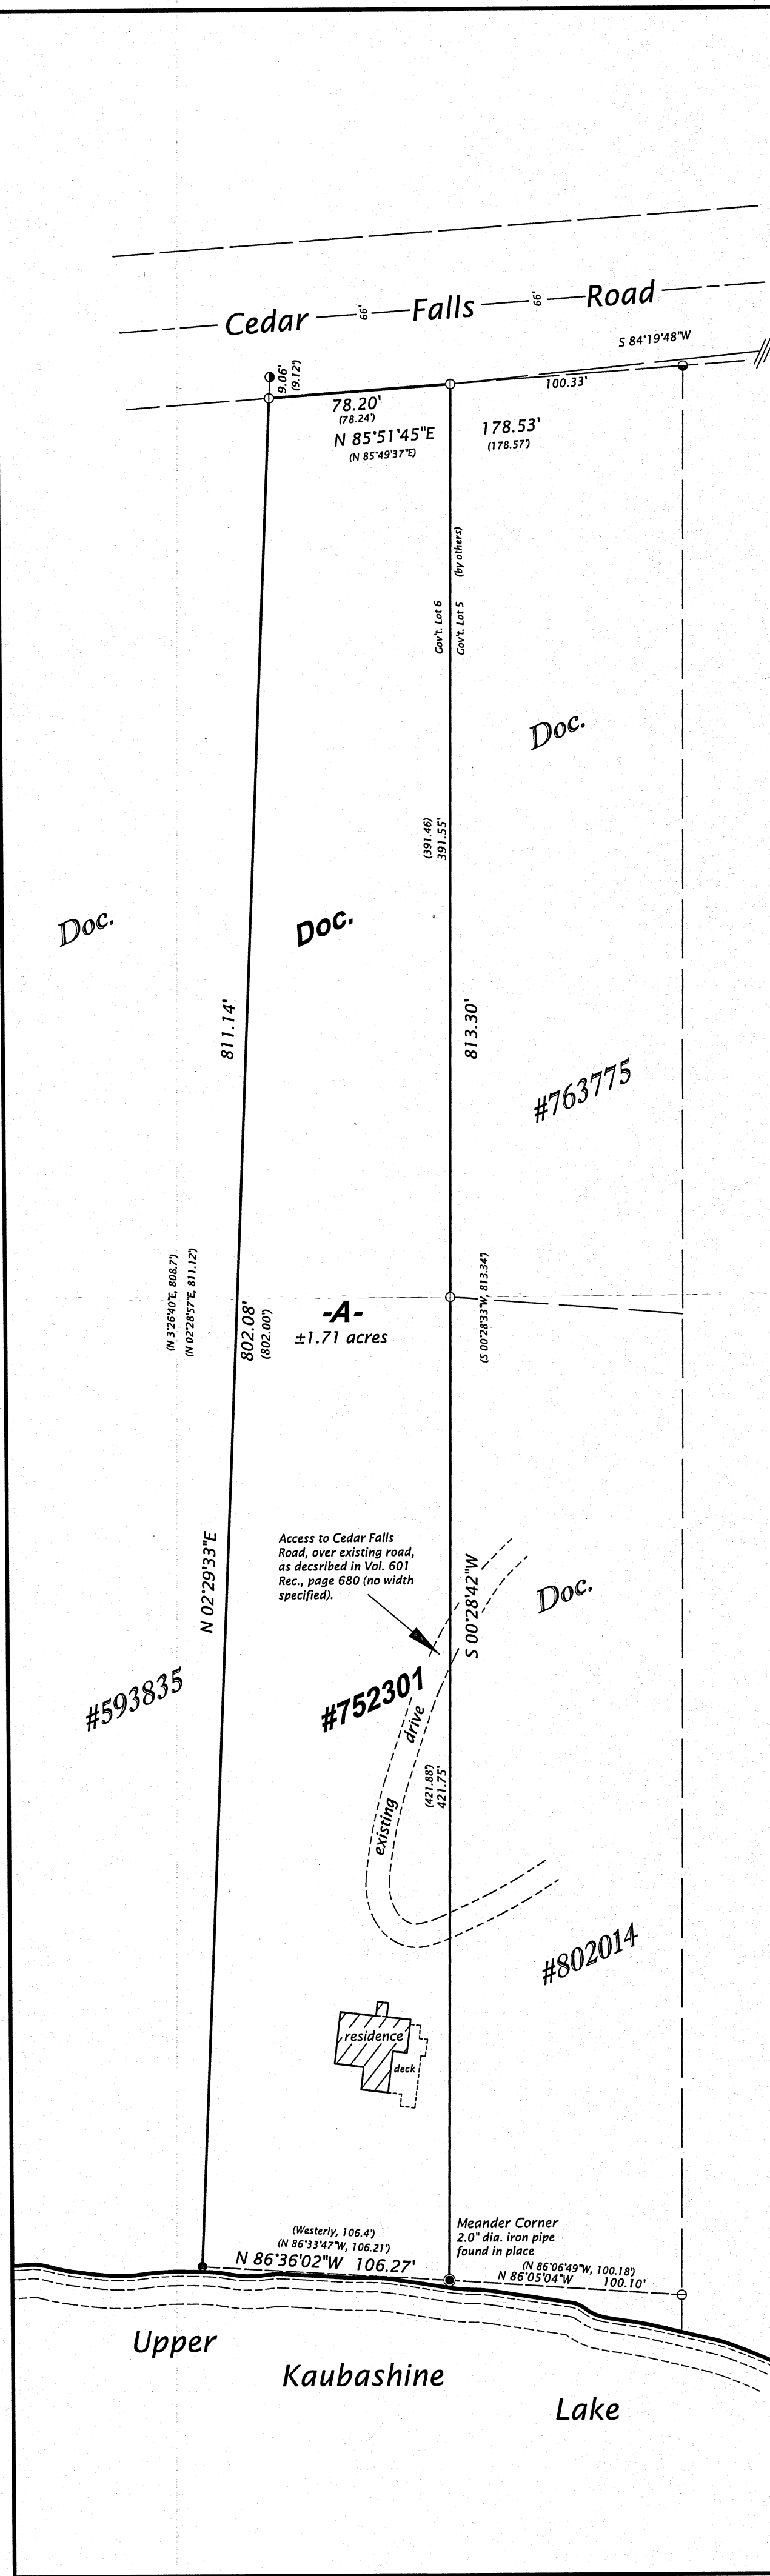 Cedar
66'
Falls
66'
Road
S 84°19'48"W
9.06'
(9.12')
78.20'
(78.24')
N 85°51'45"E
(N 85°49'37"E)
100.33'
178.53'
(178.57')
(by others)
Gov't. Lot 6
Gov't. Lot 5
Doc.
(391.46)
391.55'
Doc.
Doc.
811.14'
813.30'
#763775
(N 3°26'40"E, 808.7')
(N 02°28'57"E, 811.12')
802.08'
(802.00')
-A-
±1.71 acres
(S 00°28'33"W, 813.34')
N 02°29'33"E
Access to Cedar Falls
Road, over existing road,
as decsribed in Vol. 601
Rec., page 680 (no width
specified).
S 00°28'42"W
Doc.
#593835
#752301
existing drive
(421.88')
421.75'
#802014
residence
deck
(Westerly, 106.4')
(N 86°33'47"W, 106.21')
N 86°36'02"W 106.27'
Meander Corner
2.0" dia. iron pipe
found in place
(N 86°06'49"W, 100.18')
N 86°05'04"W 100.10'
Upper
Kaubashine
Lake